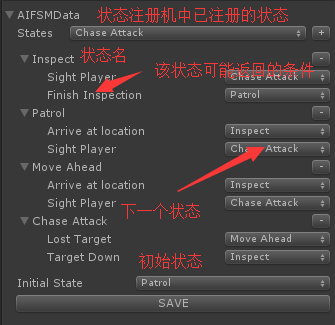 AIFSMData 状态注册机中已注册的状态
States Chase Attack +
Inspect 状态名 -
Sight Player Chase Attack 该状态可能返回的条件
Finish Inspection Patrol
Patrol -
Arrive at location Inspect
Sight Player Chase Attack
Move Ahead -
Arrive at location Inspect
Sight Player Chase Attack
下一个状态
Chase Attack -
Lost Target Move Ahead
Target Down Inspect
初始状态
Initial State Patrol
SAVE